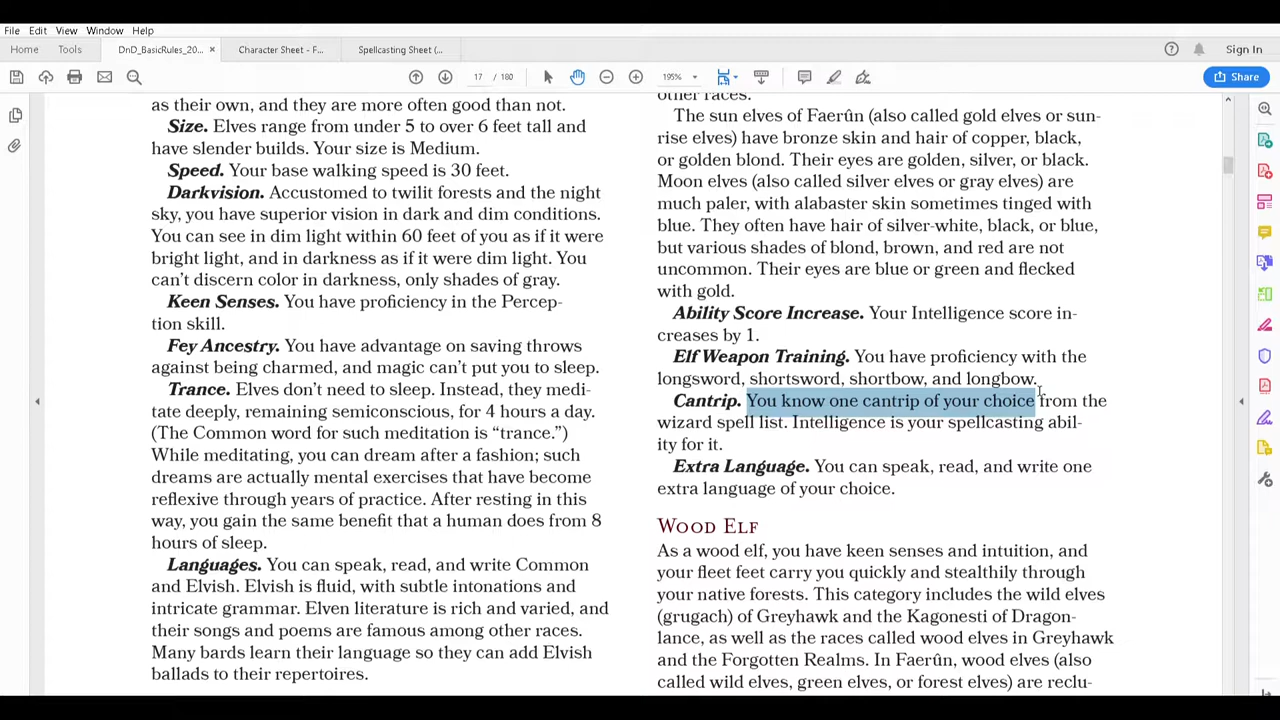 File Edit View Window Help
Home Tools DnD_BasicRules_20... × Character Sheet - F... Spellcasting Sheet (... Sign In
17 / 180 195% Share
as their own, and they are more often good than not.
Size. Elves range from under 5 to over 6 feet tall and
have slender builds. Your size is Medium.
Speed. Your base walking speed is 30 feet.
Darkvision. Accustomed to twilit forests and the night
sky, you have superior vision in dark and dim conditions.
You can see in dim light within 60 feet of you as if it were
bright light, and in darkness as if it were dim light. You
can't discern color in darkness, only shades of gray.
Keen Senses. You have proficiency in the Percep-
tion skill.
Fey Ancestry. You have advantage on saving throws
against being charmed, and magic can't put you to sleep.
Trance. Elves don't need to sleep. Instead, they medi-
tate deeply, remaining semiconscious, for 4 hours a day.
(The Common word for such meditation is “trance.”)
While meditating, you can dream after a fashion; such
dreams are actually mental exercises that have become
reflexive through years of practice. After resting in this
way, you gain the same benefit that a human does from 8
hours of sleep.
Languages. You can speak, read, and write Common
and Elvish. Elvish is fluid, with subtle intonations and
intricate grammar. Elven literature is rich and varied, and
their songs and poems are famous among other races.
Many bards learn their language so they can add Elvish
ballads to their repertoires.
other races.
The sun elves of Faerûn (also called gold elves or sun-
rise elves) have bronze skin and hair of copper, black,
or golden blond. Their eyes are golden, silver, or black.
Moon elves (also called silver elves or gray elves) are
much paler, with alabaster skin sometimes tinged with
blue. They often have hair of silver-white, black, or blue,
but various shades of blond, brown, and red are not
uncommon. Their eyes are blue or green and flecked
with gold.
Ability Score Increase. Your Intelligence score in-
creases by 1.
Elf Weapon Training. You have proficiency with the
longsword, shortsword, shortbow, and longbow.
Cantrip. You know one cantrip of your choice from the
wizard spell list. Intelligence is your spellcasting abil-
ity for it.
Extra Language. You can speak, read, and write one
extra language of your choice.
Wood Elf
As a wood elf, you have keen senses and intuition, and
your fleet feet carry you quickly and stealthily through
your native forests. This category includes the wild elves
(grugach) of Greyhawk and the Kagonesti of Dragon-
lance, as well as the races called wood elves in Greyhawk
and the Forgotten Realms. In Faerûn, wood elves (also
called wild elves, green elves, or forest elves) are reclu-